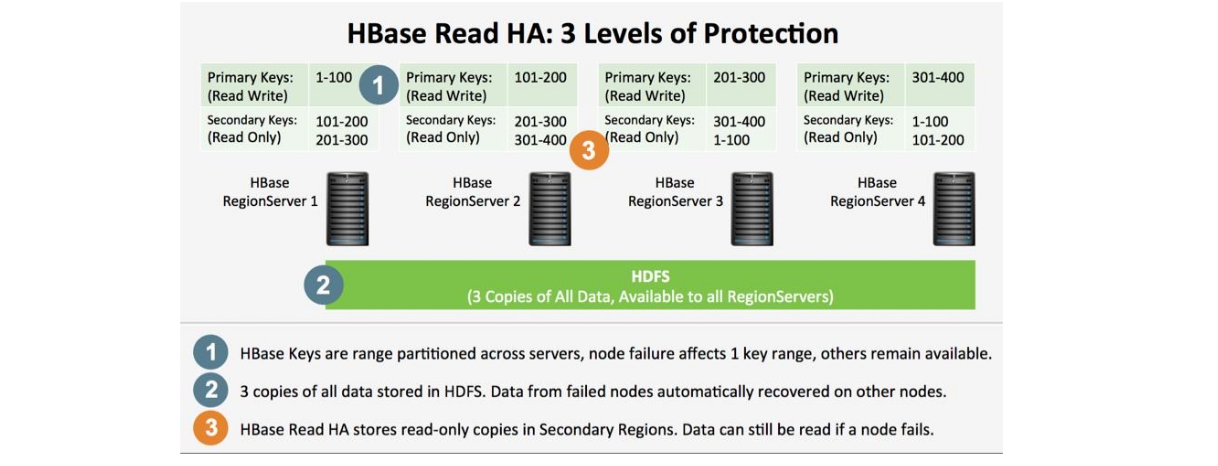 HBase Read HA: 3 Levels of Protection
Primary Keys: 1-100
(Read Write)
Secondary Keys: 101-200
(Read Only) 201-300
1
Primary Keys: 101-200
(Read Write)
Secondary Keys: 201-300
(Read Only) 301-400
3
Primary Keys: 201-300
(Read Write)
Secondary Keys: 301-400
(Read Only) 1-100
Primary Keys: 301-400
(Read Write)
Secondary Keys: 1-100
(Read Only) 101-200
HBase
RegionServer 1
HBase
RegionServer 2
HBase
RegionServer 3
HBase
RegionServer 4
2
HDFS
(3 Copies of All Data, Available to all RegionServers)
1 HBase Keys are range partitioned across servers, node failure affects 1 key range, others remain available.
2 3 copies of all data stored in HDFS. Data from failed nodes automatically recovered on other nodes.
3 HBase Read HA stores read-only copies in Secondary Regions. Data can still be read if a node fails.